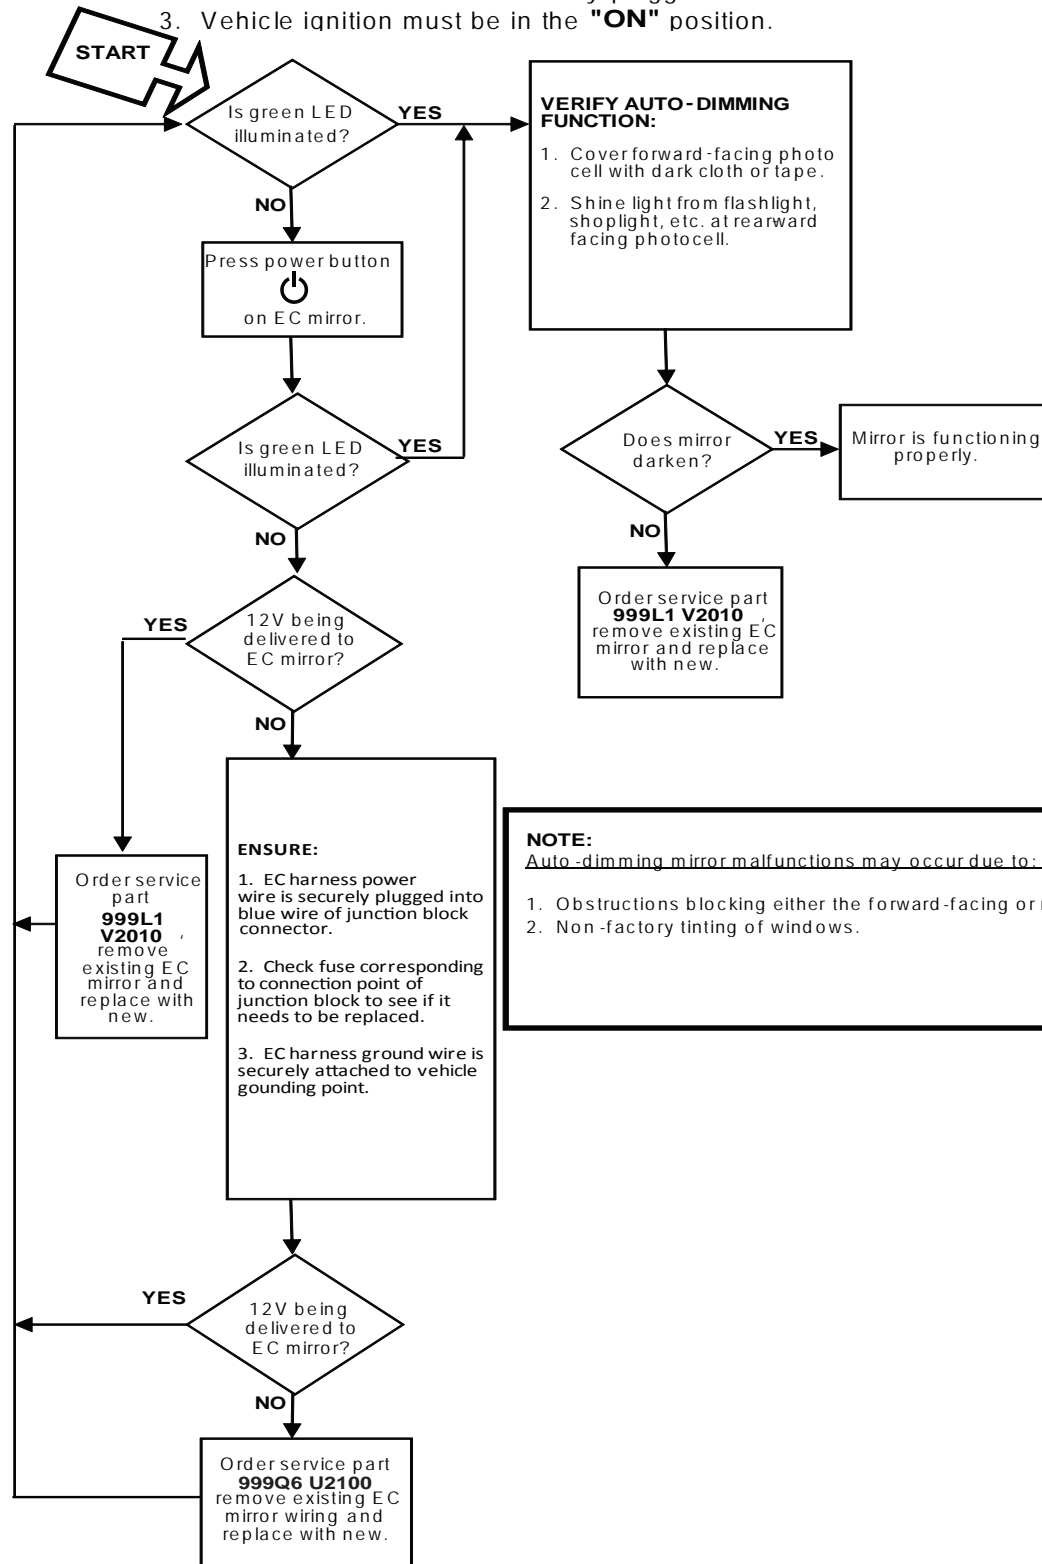 3. Vehicle ignition must be in the "ON" position.
START
Is green LED
illuminated?
YES
NO
Press power button
on EC mirror.
Is green LED
illuminated?
YES
NO
12V being
delivered to
EC mirror?
YES
NO
Order service
part
999L1
V2010 ,
remove
existing EC
mirror and
replace with
new.
ENSURE:
1. EC harness power
wire is securely plugged into
blue wire of junction block
connector.
2. Check fuse corresponding
to connection point of
junction block to see if it
needs to be replaced.
3. EC harness ground wire is
securely attached to vehicle
gounding point.
12V being
delivered to
EC mirror?
YES
NO
Order service part
999Q6 U2100
remove existing EC
mirror wiring and
replace with new.
VERIFY AUTO-DIMMING
FUNCTION:
1. Cover forward-facing photo
cell with dark cloth or tape.
2. Shine light from flashlight,
shoplight, etc. at rearward
facing photocell.
Does mirror
darken?
YES
Mirror is functioning
properly.
NO
Order service part
999L1 V2010 ,
remove existing EC
mirror and replace
with new.
NOTE:
Auto-dimming mirror malfunctions may occur due to:
1. Obstructions blocking either the forward-facing or
2. Non-factory tinting of windows.